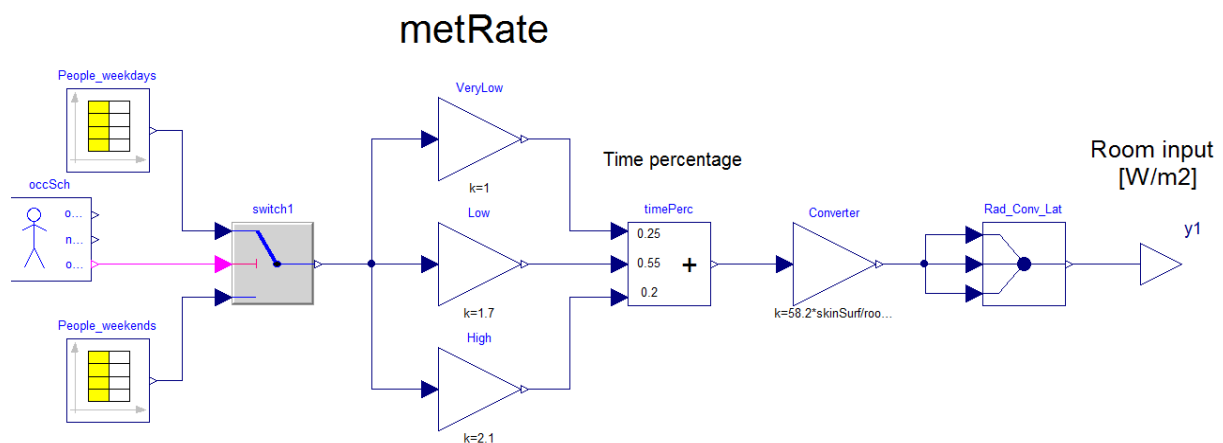 metRate
People_weekdays
occSch
o...
n...
o...
People_weekends
switch1
VeryLow
k=1
Low
k=1.7
High
k=2.1
Time percentage
timePerc
0.25
0.55
0.2
+
Converter
k=58.2*skinSurf/roo...
Rad_Conv_Lat
Room input
[W/m2]
y1